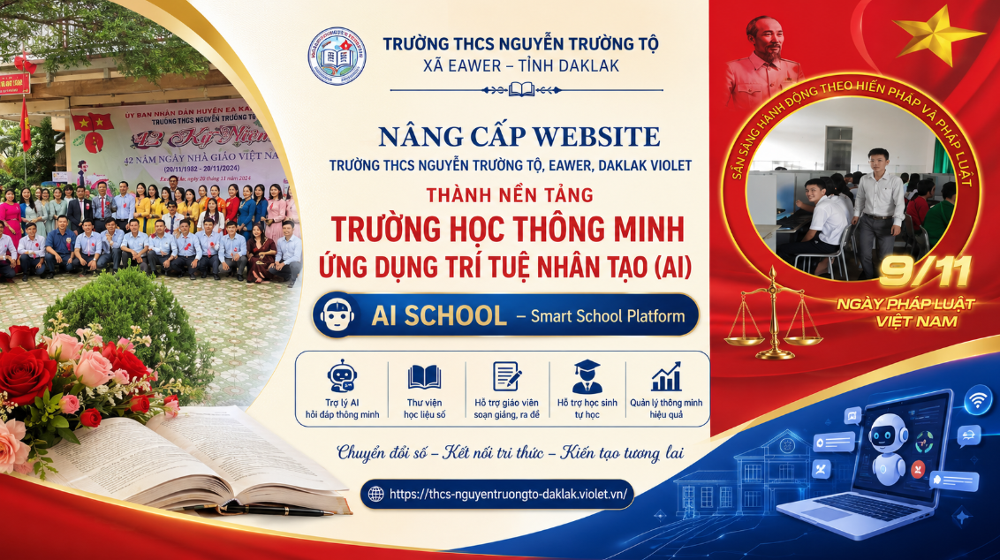 TRƯỜNG THCS NGUYỄN TRƯỜNG TỘ
XÃ EAWER – TỈNH DAKLAK
NÂNG CẤP WEBSITE
TRƯỜNG THCS NGUYỄN TRƯỜNG TỘ, EAWER, DAKLAK VIOLET
THÀNH NỀN TẢNG
TRƯỜNG HỌC THÔNG MINH
ỨNG DỤNG TRÍ TUỆ NHÂN TẠO (AI)
AI SCHOOL – Smart School Platform
Trợ lý AI
hỏi đáp thông minh
Thư viện
học liệu số
Hỗ trợ giáo viên
soạn giảng, ra đề
Hỗ trợ học sinh
tự học
Quản lý thông minh
hiệu quả
Chuyển đổi số – Kết nối tri thức – Kiến tạo tương lai
https://thcs-nguyentruongto-daklak.violet.vn/
ỦY BAN NHÂN DÂN HUYỆN EA KA
TRƯỜNG THCS NGUYỄN TRƯỜNG TỘ
42 Kỷ Niệm
42 NĂM NGÀY NHÀ GIÁO VIỆT NA
(20/11/1982 - 20/11/2024)
ngày 20 tháng 11 năm 2024
SẴN SÀNG HÀNH ĐỘNG THEO HIẾN PHÁP VÀ PHÁP LUẬT
9/11
NGÀY PHÁP LUẬT
VIỆT NAM